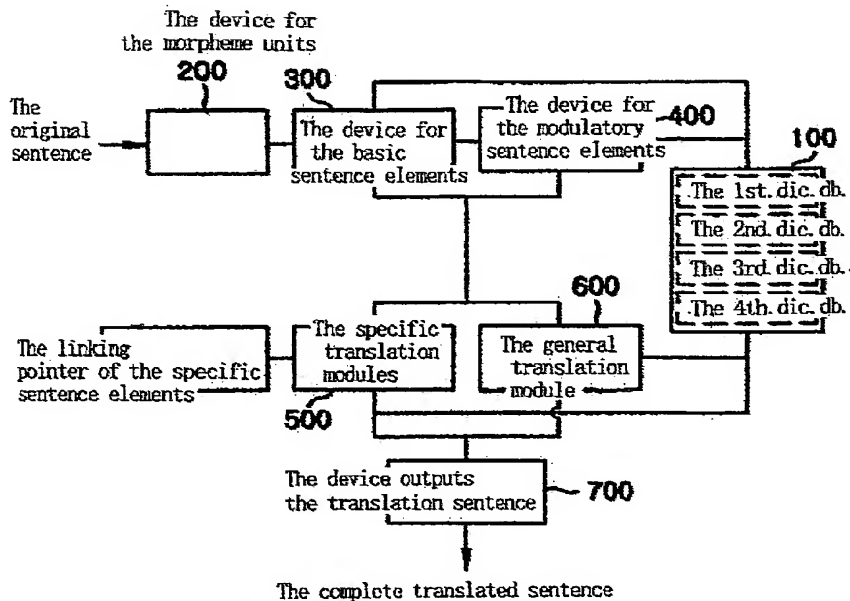 The device for
the morpheme units
200
300
The
original
sentence
The device for
the basic
sentence elements
The device for
the modulatory
sentence elements
400
100
The 1st. dic. db.
The 2nd. dic. db.
The 3rd. dic. db.
The 4th. dic. db.
600
The linking
pointer of the specific
sentence elements
The specific
translation
modules
500
The general
translation
module
The device outputs
the translation sentence
700
The complete translated sentence